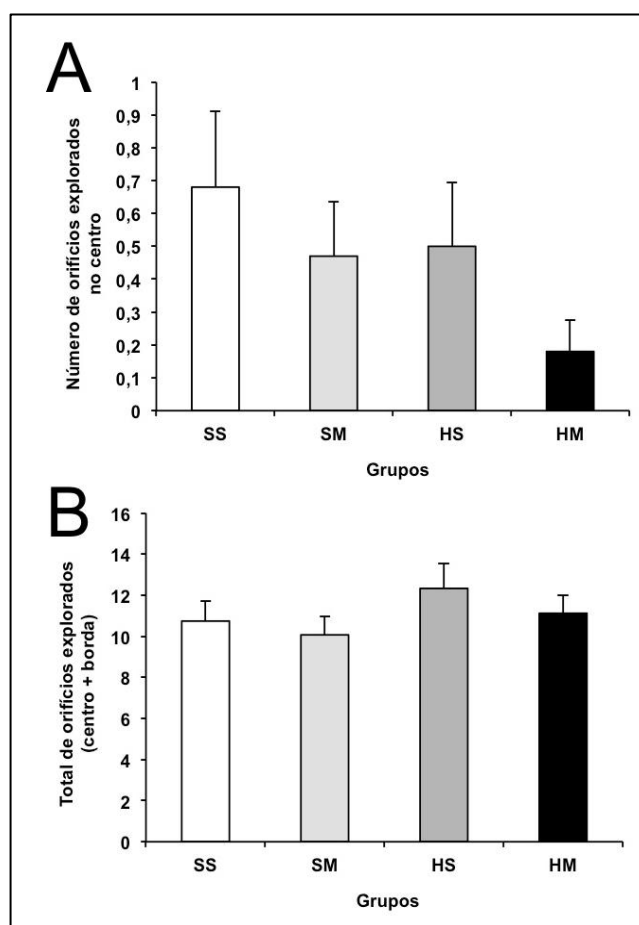 A
Número de orifícios explorados
no centro
1
0,9
0,8
0,7
0,6
0,5
0,4
0,3
0,2
0,1
0
SS SM HS HM
Grupos
B
Total de orifícios explorados
(centro + borda)
16
14
12
10
8
6
4
2
0
SS SM HS HM
Grupos